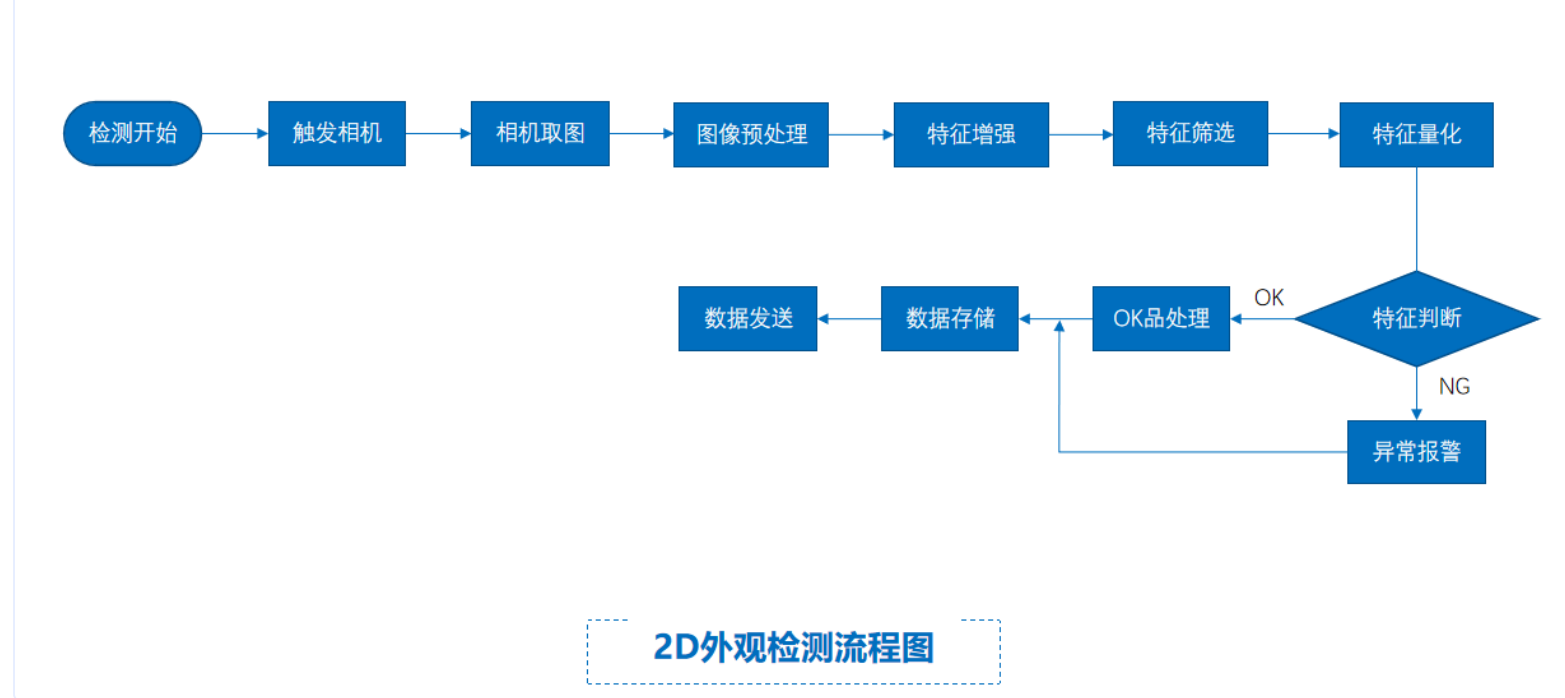 检测开始
触发相机
相机取图
图像预处理
特征增强
特征筛选
特征量化
数据发送
数据存储
OK品处理
OK
特征判断
NG
异常报警
2D外观检测流程图